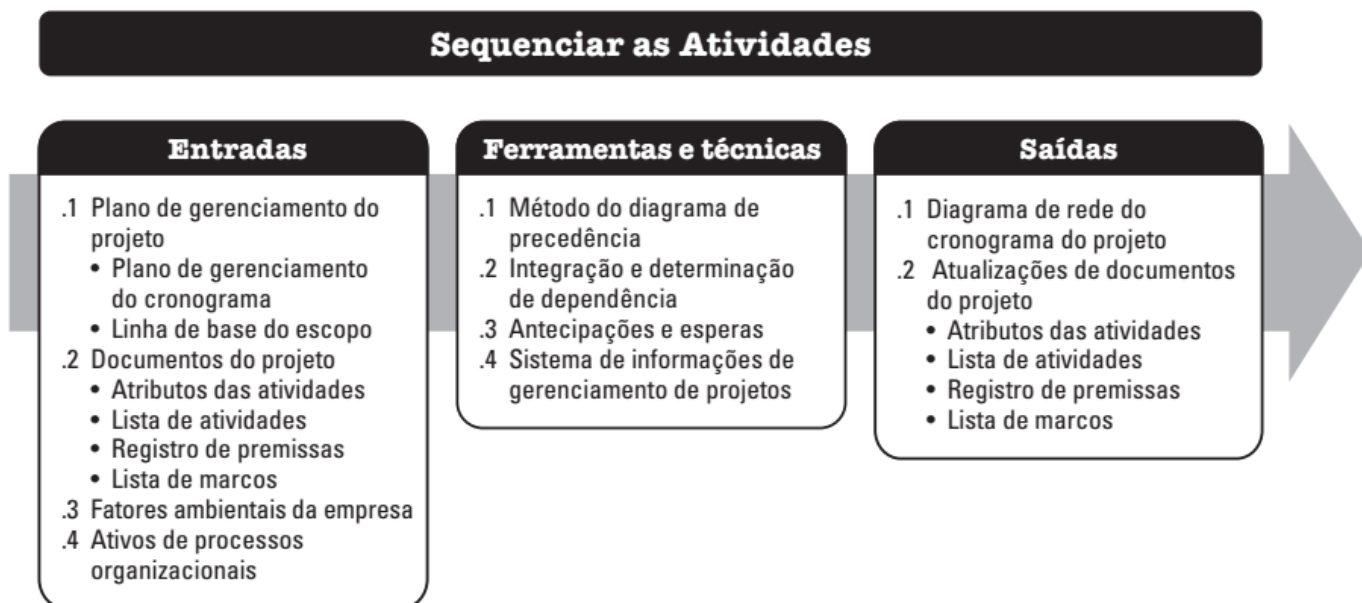 Sequenciar as Atividades
Entradas
.1 Plano de gerenciamento do
projeto
• Plano de gerenciamento
do cronograma
• Linha de base do escopo
.2 Documentos do projeto
• Atributos das atividades
• Lista de atividades
• Registro de premissas
• Lista de marcos
.3 Fatores ambientais da empresa
.4 Ativos de processos
organizacionais
Ferramentas e técnicas
.1 Método do diagrama de
precedência
.2 Integração e determinação
de dependência
.3 Antecipações e esperas
.4 Sistema de informações de
gerenciamento de projetos
Saídas
.1 Diagrama de rede do
cronograma do projeto
.2 Atualizações de documentos
do projeto
• Atributos das atividades
• Lista de atividades
• Registro de premissas
• Lista de marcos